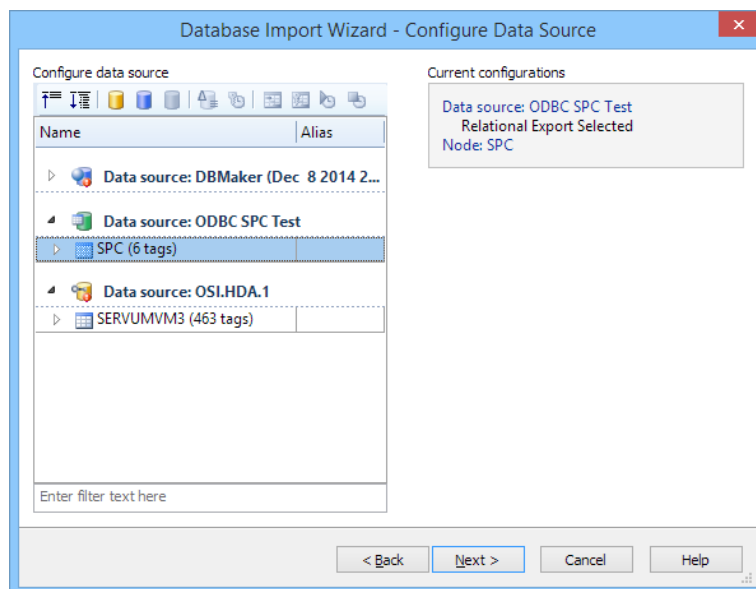 Database Import Wizard - Configure Data Source
Configure data source
Name Alias
Data source: DBMaker (Dec 8 2014 2...
Data source: ODBC SPC Test
SPC (6 tags)
Data source: OSI.HDA.1
SERVUMVM3 (463 tags)
Enter filter text here
Current configurations
Data source: ODBC SPC Test
Relational Export Selected
Node: SPC
< Back Next > Cancel Help